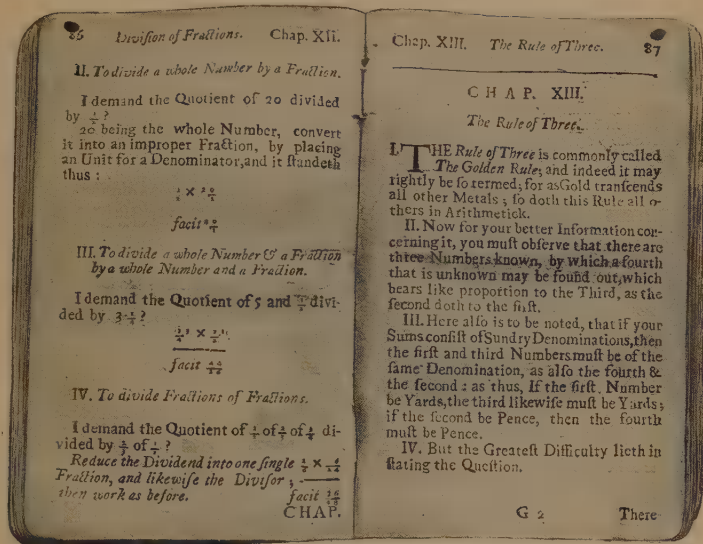 86 Diviſion of Fractions. Chap. XII.
II. To divide a whole Number by a Fraction.
I demand the Quotient of 20 divided
by ?
20 being the whole Number, convert
it into an improper Fraction, by placing
an Unit for a Denominator, and it ſtandeth
thus :
×
facit
III. To divide a whole Number & a Fraction
by a whole Number and a Fraction.
I demand the Quotient of 5 and divi-
ded by 3 ?
×
facit
IV. To divide Fractions of Fractions.
I demand the Quotient of of of di-
vided by of ?
Reduce the Dividend into one ſingle ×
Fraction, and likewiſe the Diviſor ;
then work as before. facit
CHAP.
Chap. XIII. The Rule of Three. 87
CHAP. XIII.
The Rule of Three.
I. THE Rule of Three is commonly called
The Golden Rule; and indeed it may
rightly be ſo termed; for as Gold tranſcends
all other Metals ; ſo doth this Rule all o-
thers in Arithmetick.
II. Now for your better Information con-
cerning it, you muſt obſerve that there are
three Numbers known, by which a fourth
that is unknown may be found out, which
bears like proportion to the Third, as the
ſecond doth to the firſt.
III. Here alſo is to be noted, that if your
Sums conſiſt of Sundry Denominations, then
the firſt and third Numbers muſt be of the
ſame Denomination, as alſo the fourth &
the ſecond : as thus, If the firſt Number
be Yards, the third likewiſe muſt be Yards;
if the ſecond be Pence, then the fourth
muſt be Pence.
IV. But the Greateſt Difficulty lieth in
ſtating the Queſtion.
G 2 There